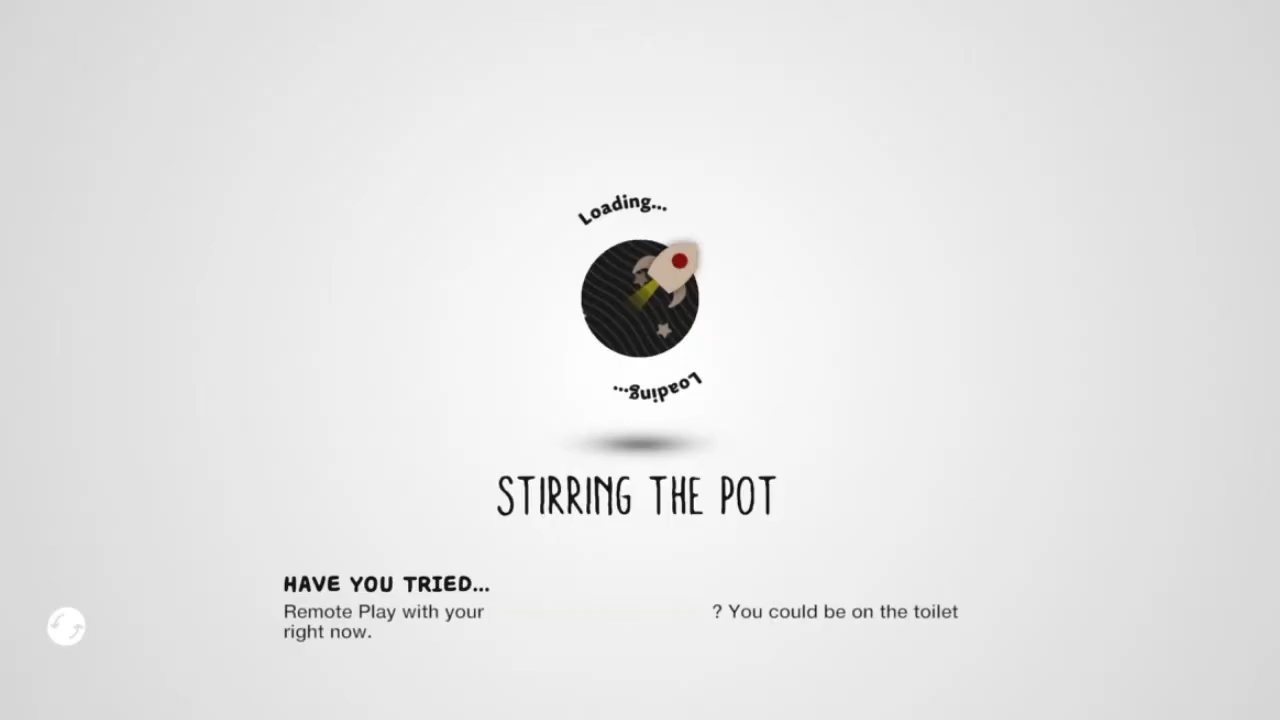 Loading...
Loading...
STIRRING THE POT
HAVE YOU TRIED...
Remote Play with your ? You could be on the toilet
right now.